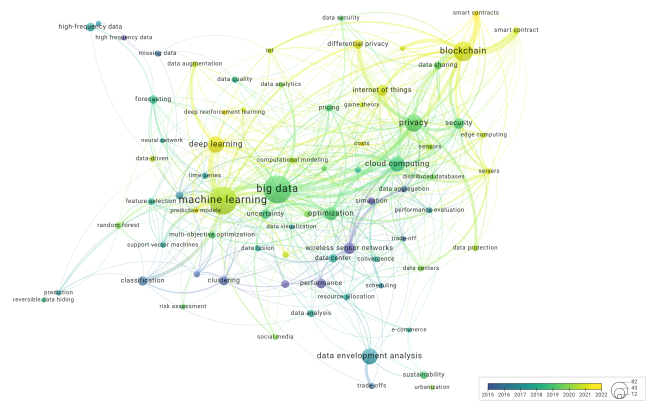 smart contracts
data security
high-frequency data
smart contract
high frequency data
differential privacy
iot
blockchain
missing data
data augmentation
data sharing
data quality
data analytics
internet of things
forecasting
pricing
game theory
deep reinforcement learning
privacy
security
edge computing
neural network
deep learning
costs
sensors
data-driven
computational modeling
cloud computing
servers
time series
distributed databases
big data
data aggregation
feature selection
machine learning
simulation
predictive models
uncertainty
optimization
performance evaluation
random forest
data visualization
multi-objective optimization
trade-off
support vector machines
data fusion
wireless sensor networks
data protection
data center
convergence
data centers
classification
clustering
performance
scheduling
prediction
reversible data hiding
resource allocation
risk assessment
data analysis
e-commerce
social media
data envelopment analysis
sustainability
trade-offs
urbanization
82
43
12
2015 2016 2017 2018 2019 2020 2021 2022